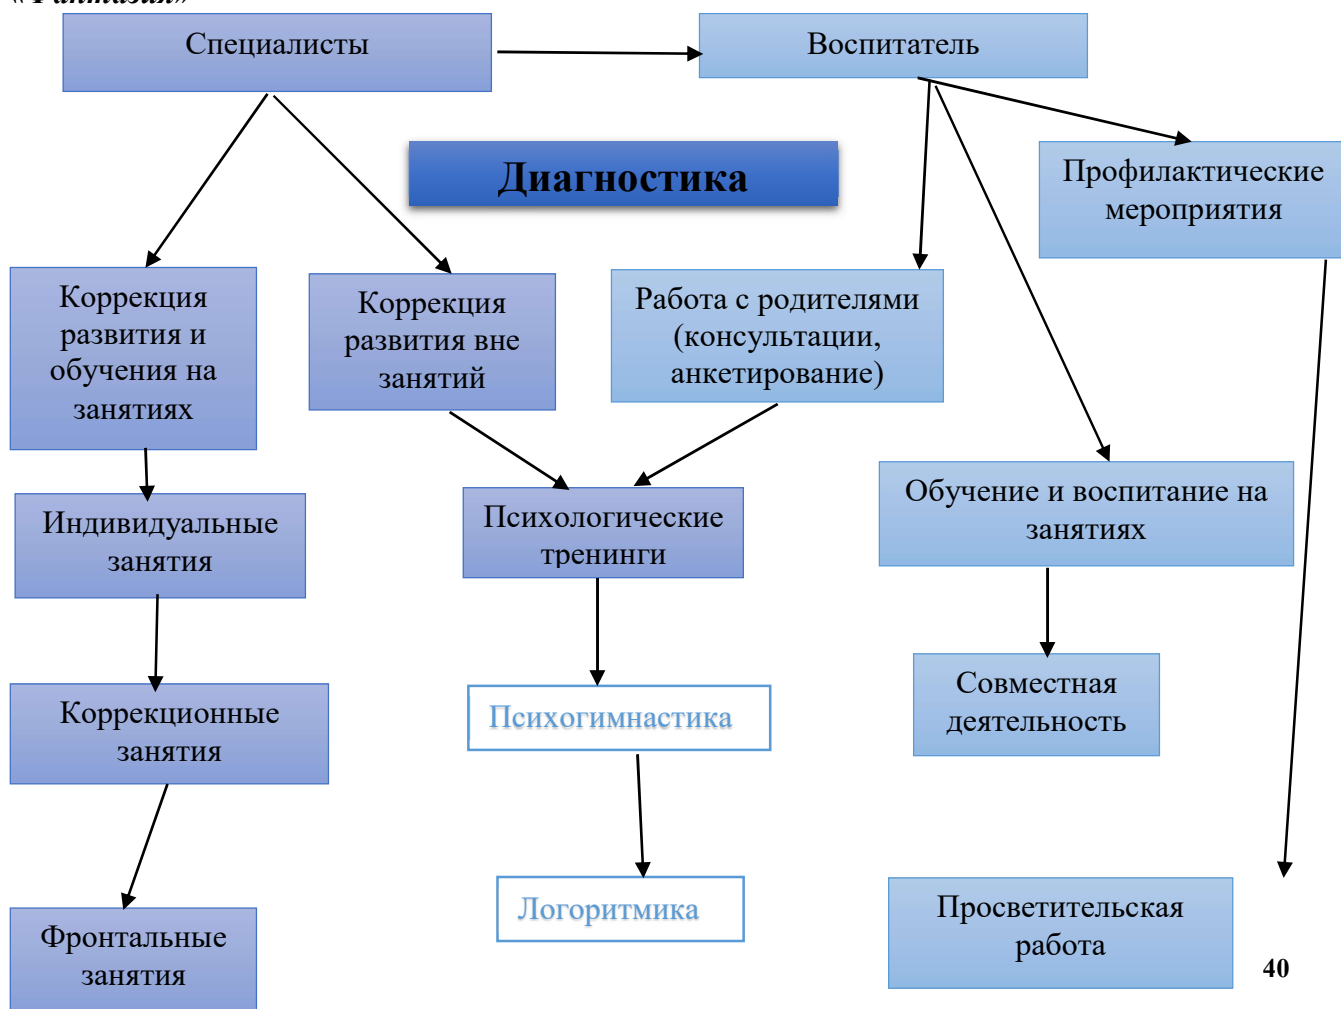 Специалисты
Воспитатель
Диагностика
Профилактические
мероприятия
Коррекция
развития и
обучения на
занятиях
Коррекция
развития вне
занятий
Работа с родителями
(консультации,
анкетирование)
Индивидуальные
занятия
Психологические
тренинги
Обучение и воспитание на
занятиях
Коррекционные
занятия
Психогимнастика
Совместная
деятельность
Фронтальные
занятия
Логоритмика
Просветительская
работа
40